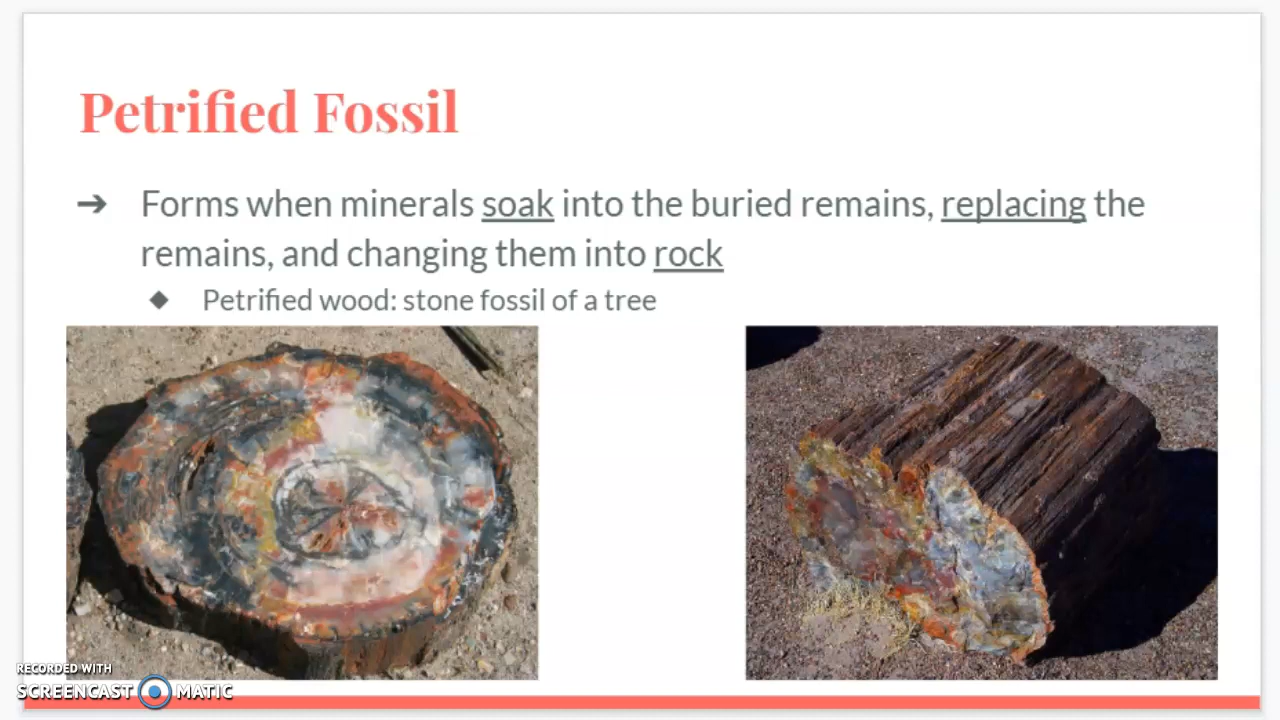 Petrified Fossil
➔ Forms when minerals soak into the buried remains, replacing the
remains, and changing them into rock
◆ Petrified wood: stone fossil of a tree
RECORDED WITH
SCREENCAST MATIC